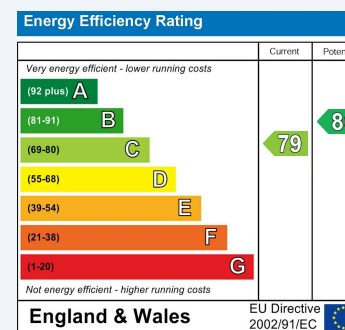 Energy Efficiency Rating
Current
Very energy efficient - lower running costs
(92 plus) A
(81-91) B
(69-80) C
79
(55-68) D
(39-54) E
(21-38) F
(1-20) G
Not energy efficient - higher running costs
England & Wales
EU Directive
2002/91/EC